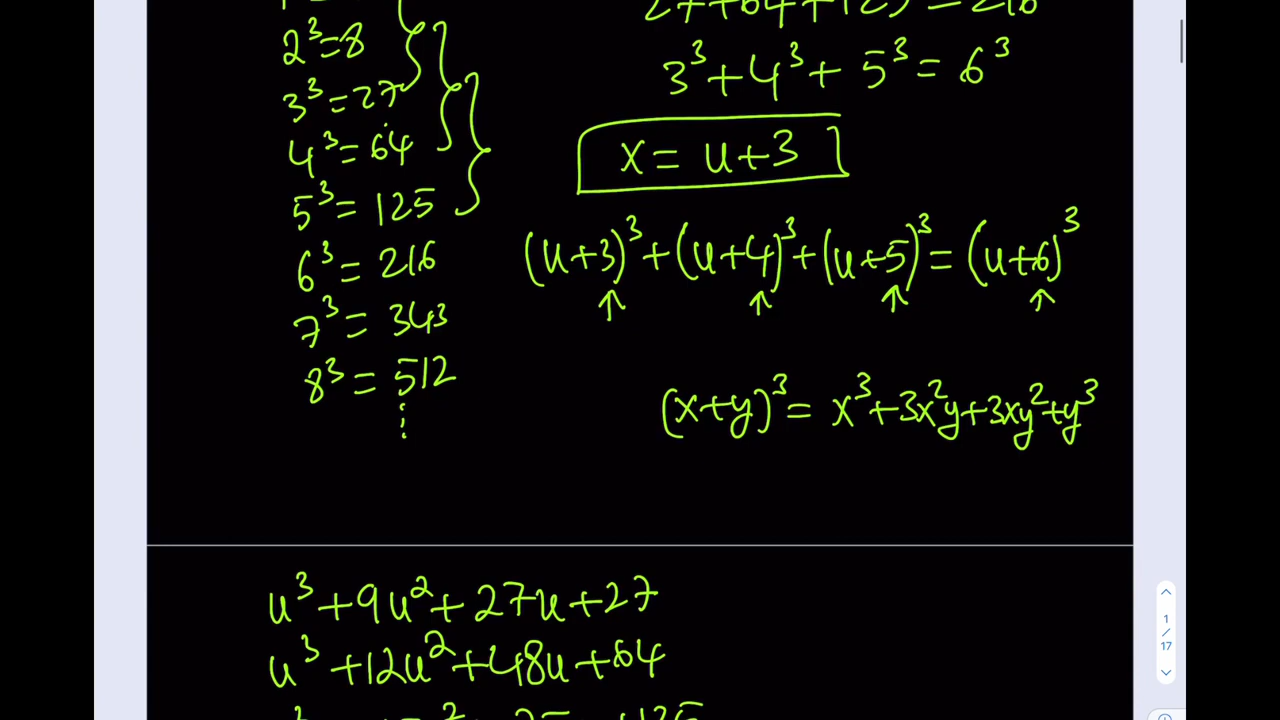 2³=8
3³=27
4³=64
5³=125
6³=216
7³=343
8³=512
⋮
3³+4³+5³=6³
x=u+3
(u+3)³+(u+4)³+(u+5)³=(u+6)³
↑ ↑ ↑ ↑
(x+y)³=x³+3x²y+3xy²+y³
u³+9u²+27u+27
u³+12u²+48u+64
1
/
17